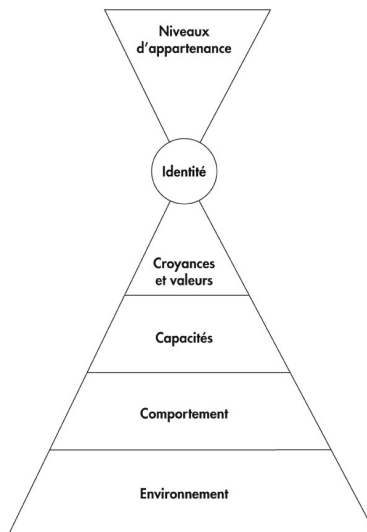 Niveaux
d'appartenance
Identité
Croyances
et valeurs
Capacités
Comportement
Environnement